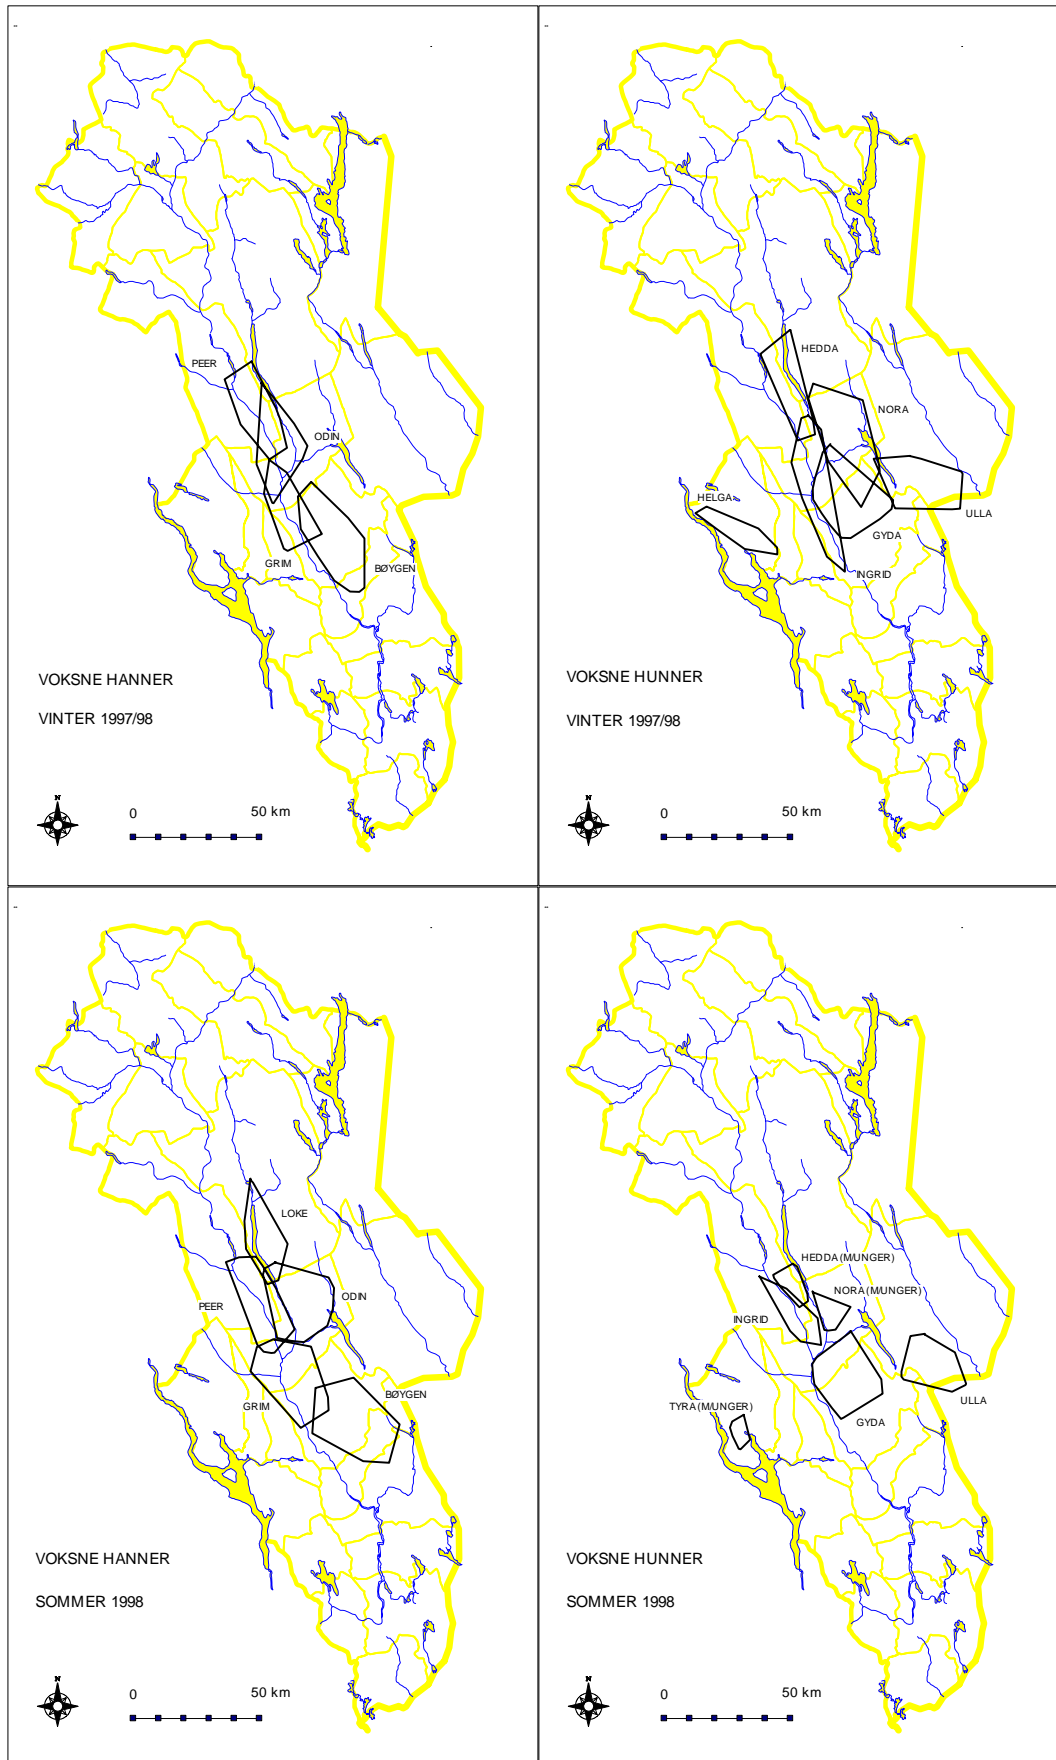 PEER
ODIN
GRIM
BØYGEN
VOKSNE HANNER
VINTER 1997/98
N
0 50 km
HEDDA
NORA
HELGA
ULLA
GYDA
INGRID
VOKSNE HUNNER
VINTER 1997/98
N
0 50 km
LOKE
PEER
ODIN
BØYGEN
GRIM
VOKSNE HANNER
SOMMER 1998
N
0 50 km
HEDDA (M/UNGER)
NORA (M/UNGER)
INGRID
ULLA
TYRA (M/UNGER)
GYDA
VOKSNE HUNNER
SOMMER 1998
N
0 50 km